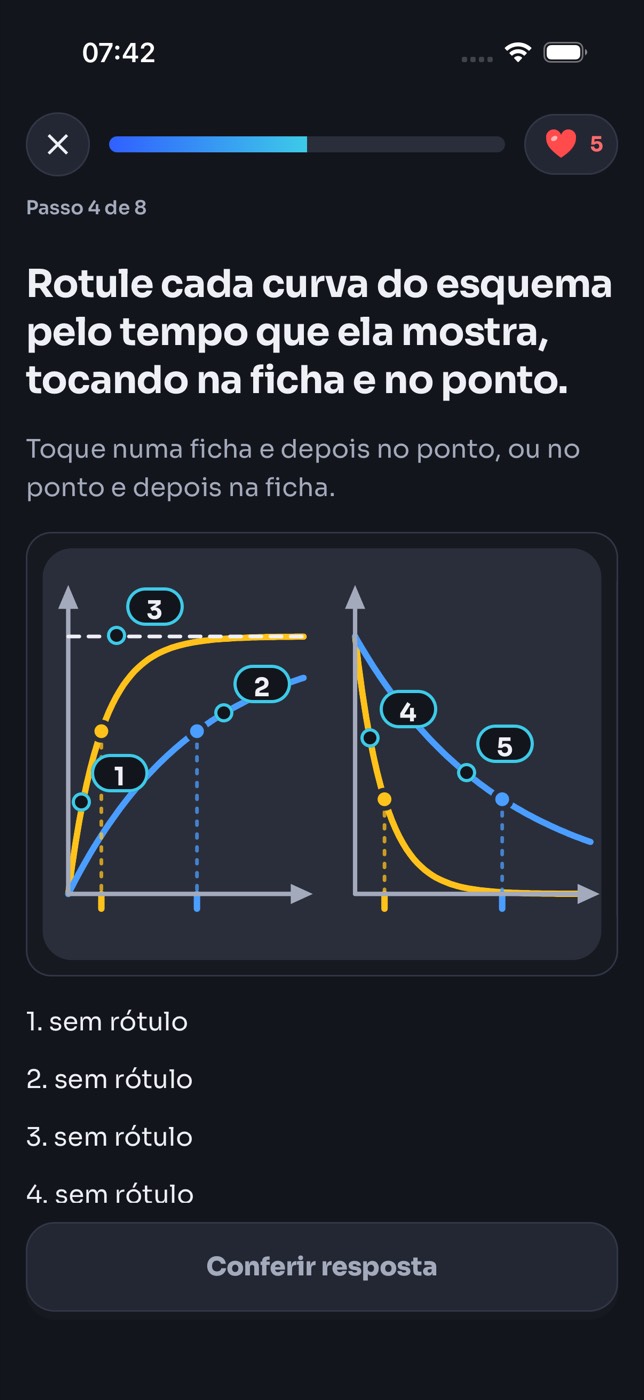 07:42
5
Passo 4 de 8
Rotule cada curva do esquema
pelo tempo que ela mostra,
tocando na ficha e no ponto.
Toque numa ficha e depois no ponto, ou no
ponto e depois na ficha.
3
2
1
4
5
1. sem rótulo
2. sem rótulo
3. sem rótulo
4. sem rótulo
Conferir resposta